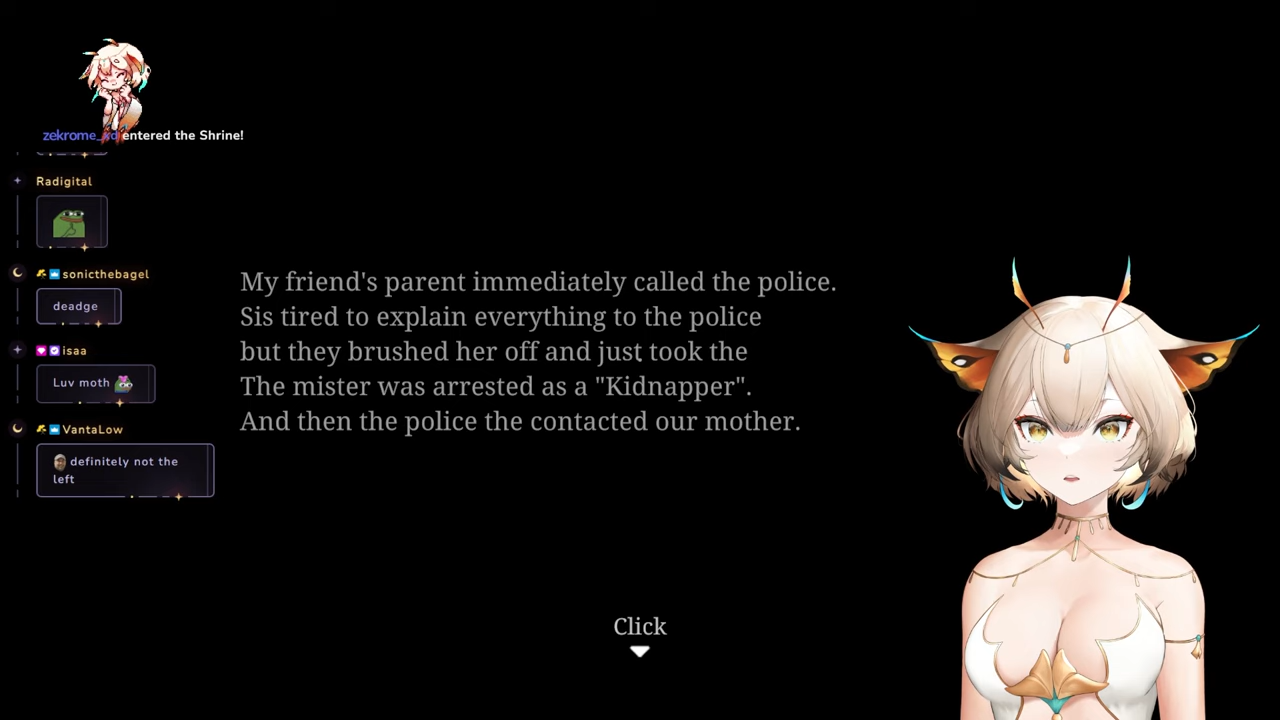 zekrome_xd entered the Shrine!
Radigital
sonicthebagel
deadge
isaa
Luv moth
VantaLow
definitely not the
left
My friend's parent immediately called the police.
Sis tired to explain everything to the police
but they brushed her off and just took the
The mister was arrested as a "Kidnapper".
And then the police the contacted our mother.
Click